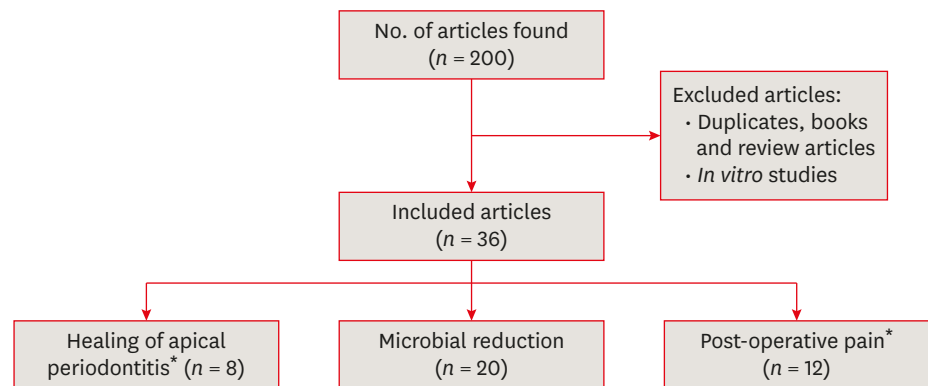 No. of articles found
(n = 200)
Excluded articles:
· Duplicates, books
and review articles
· In vitro studies
Included articles
(n = 36)
Healing of apical
periodontitis* (n = 8)
Microbial reduction
(n = 20)
Post-operative pain*
(n = 12)